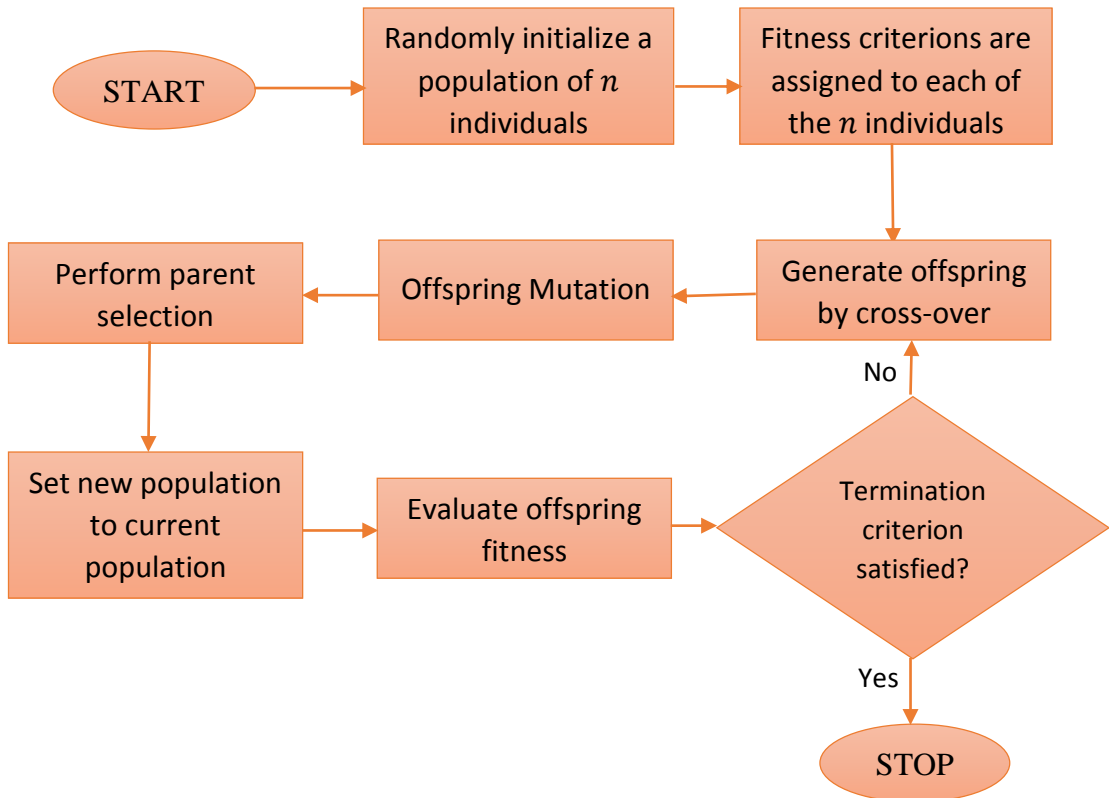 START
Randomly initialize a
population of n
individuals
Fitness criterions are
assigned to each of
the n individuals
Generate offspring
by cross-over
Offspring Mutation
Perform parent
selection
Set new population
to current
population
Evaluate offspring
fitness
Termination
criterion
satisfied?
No
Yes
STOP